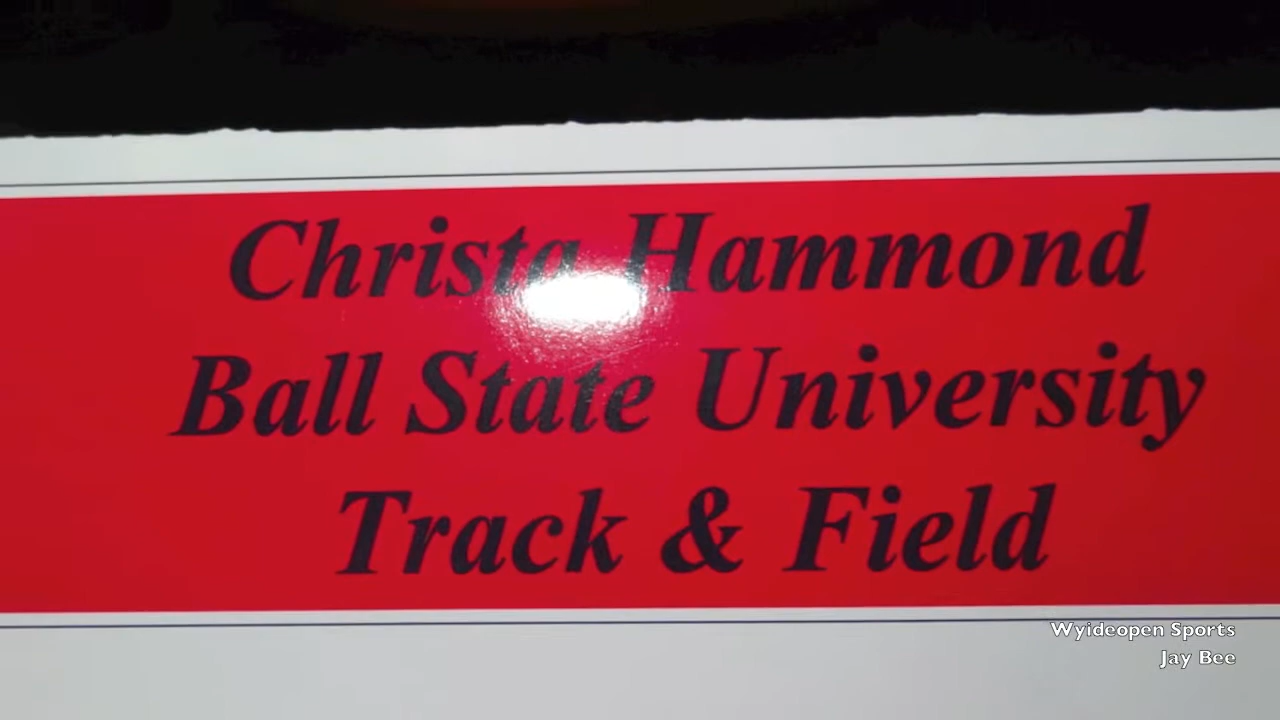 Christa Hammond
Ball State University
Track & Field
Wyideopen Sports
Jay Bee